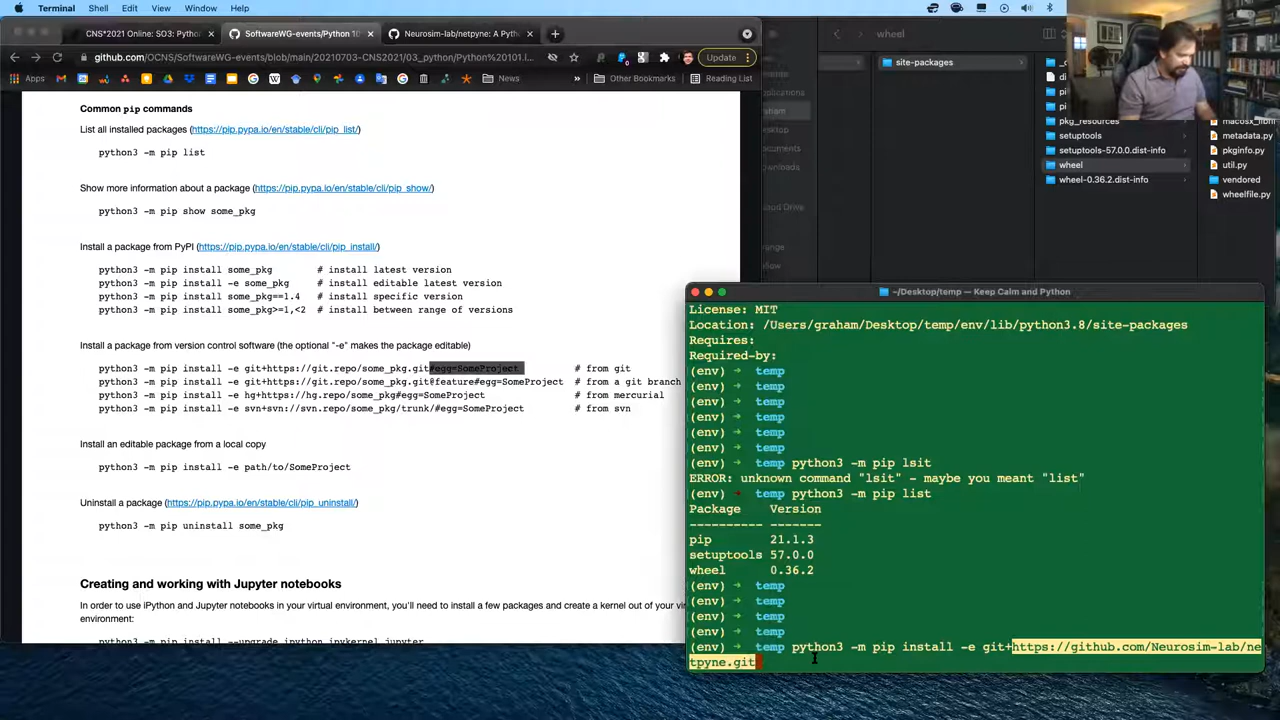 Terminal Shell Edit View Window Help
CNS*2021 Online: SO3: Python
SoftwareWG-events/Python 10
Neurosim-lab/netpyne: A Pyt
github.com/OCNS/SoftwareWG-events/blob/main/20210703-CNS2021/03_python/Python%20101.i
Update
Apps
News
Other Bookmarks
Reading List
Common pip commands
List all installed packages (https://pip.pypa.io/en/stable/cli/pip_list/)
python3 -m pip list
Show more information about a package (https://pip.pypa.io/en/stable/cli/pip_show/)
python3 -m pip show some_pkg
Install a package from PyPI (https://pip.pypa.io/en/stable/cli/pip_install/)
python3 -m pip install some_pkg # install latest version
python3 -m pip install -e some_pkg # install editable latest version
python3 -m pip install some_pkg==1.4 # install specific version
python3 -m pip install some_pkg>=1,<2 # install between range of versions
Install a package from version control software (the optional "-e" makes the package editable)
python3 -m pip install -e git+https://git.repo/some_pkg.git#egg=SomeProject # from git
python3 -m pip install -e git+https://git.repo/some_pkg.git@feature#egg=SomeProject # from a git branch
python3 -m pip install -e hg+https://hg.repo/some_pkg#egg=SomeProject # from mercurial
python3 -m pip install -e svn+svn://svn.repo/some_pkg/trunk/#egg=SomeProject # from svn
Install an editable package from a local copy
python3 -m pip install -e path/to/SomeProject
Uninstall a package (https://pip.pypa.io/en/stable/cli/pip_uninstall/)
python3 -m pip uninstall some_pkg
Creating and working with Jupyter notebooks
In order to use iPython and Jupyter notebooks in your virtual environment, you'll need to install a few packages and create a kernel out of your vir
environment:
python3 -m pip install --upgrade ipython ipykernel jupyter
wheel
site-packages
pkg_resources
setuptools
setuptools-57.0.0.dist-info
wheel
wheel-0.36.2.dist-info
macosx_libfil
metadata.py
pkginfo.py
util.py
vendored
wheelfile.py
~/Desktop/temp — Keep Calm and Python
License: MIT
Location: /Users/graham/Desktop/temp/env/lib/python3.8/site-packages
Requires:
Required-by:
(env) ➜ temp
(env) ➜ temp
(env) ➜ temp
(env) ➜ temp
(env) ➜ temp
(env) ➜ temp
(env) ➜ temp python3 -m pip lsit
ERROR: unknown command "lsit" - maybe you meant "list"
(env) ➜ temp python3 -m pip list
Package Version
---------- -------
pip 21.1.3
setuptools 57.0.0
wheel 0.36.2
(env) ➜ temp
(env) ➜ temp
(env) ➜ temp
(env) ➜ temp
(env) ➜ temp python3 -m pip install -e git+https://github.com/Neurosim-lab/ne
tpyne.git